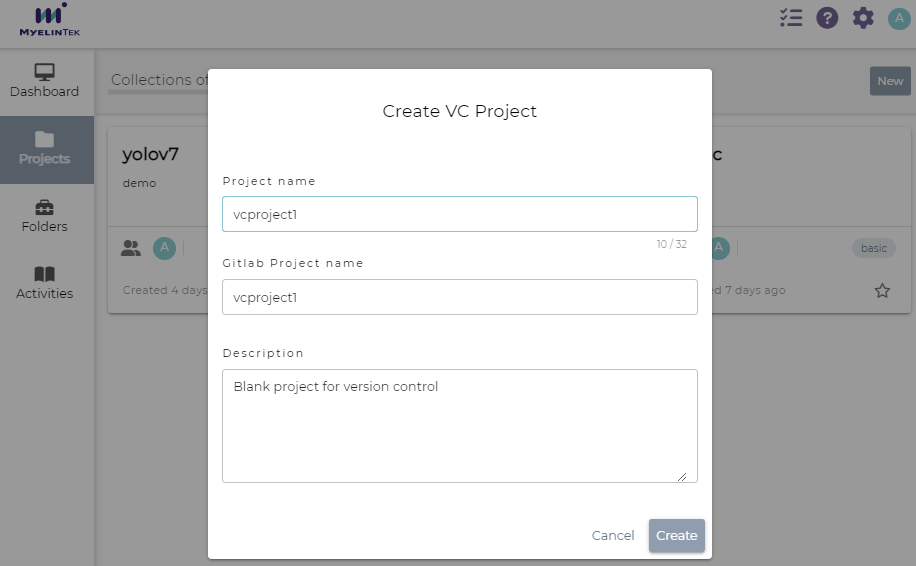 MYELINTEK
?
A
Dashboard
Collections of
New
Projects
Folders
Activities
yolov7
demo
A
Created 4 days
c
A
basic
ed 7 days ago
Create VC Project
Project name
vcproject1
10 / 32
Gitlab Project name
vcproject1
Description
Blank project for version control
Cancel
Create